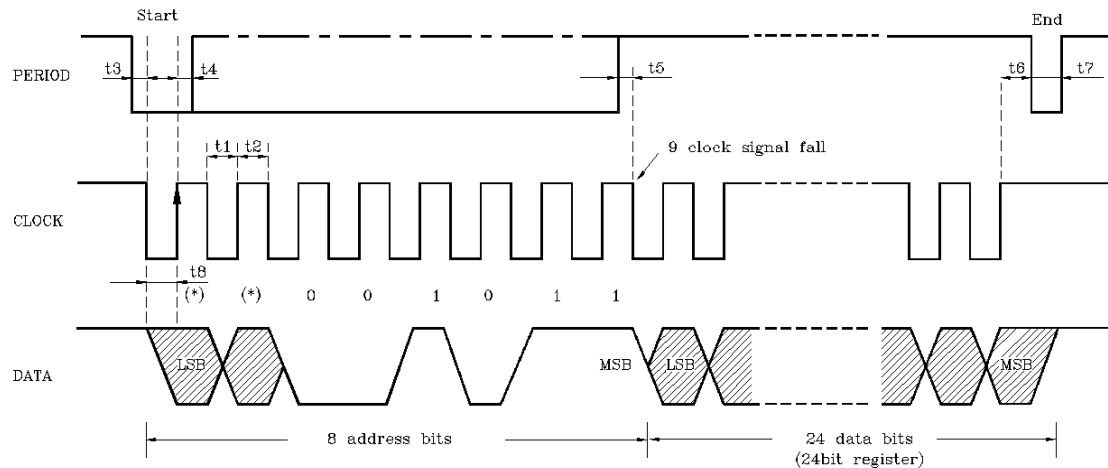 Start
End
t3
t4
t5
t6
t7
PERIOD
t1
t2
9 clock signal fall
CLOCK
t8
(*)
(*)
0
0
1
0
1
1
LSB
MSB
LSB
MSB
DATA
8 address bits
24 data bits
(24bit register)